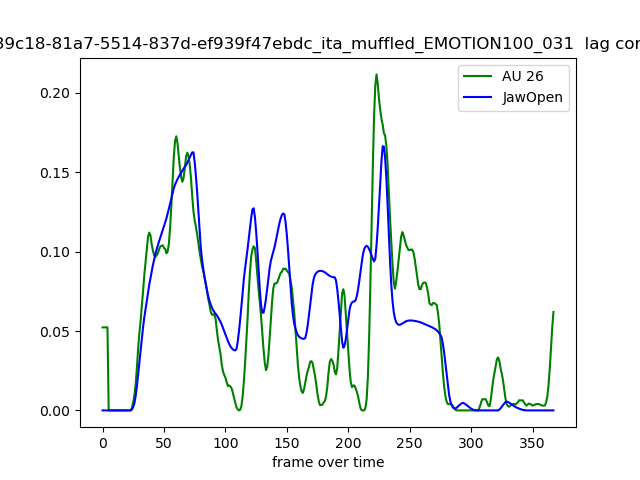 39c18-81a7-5514-837d-ef939f47ebdc_ita_muffled_EMOTION100_031 lag cor
AU 26
JawOpen
0.20
0.15
0.10
0.05
0.00
0 50 100 150 200 250 300 350
frame over time